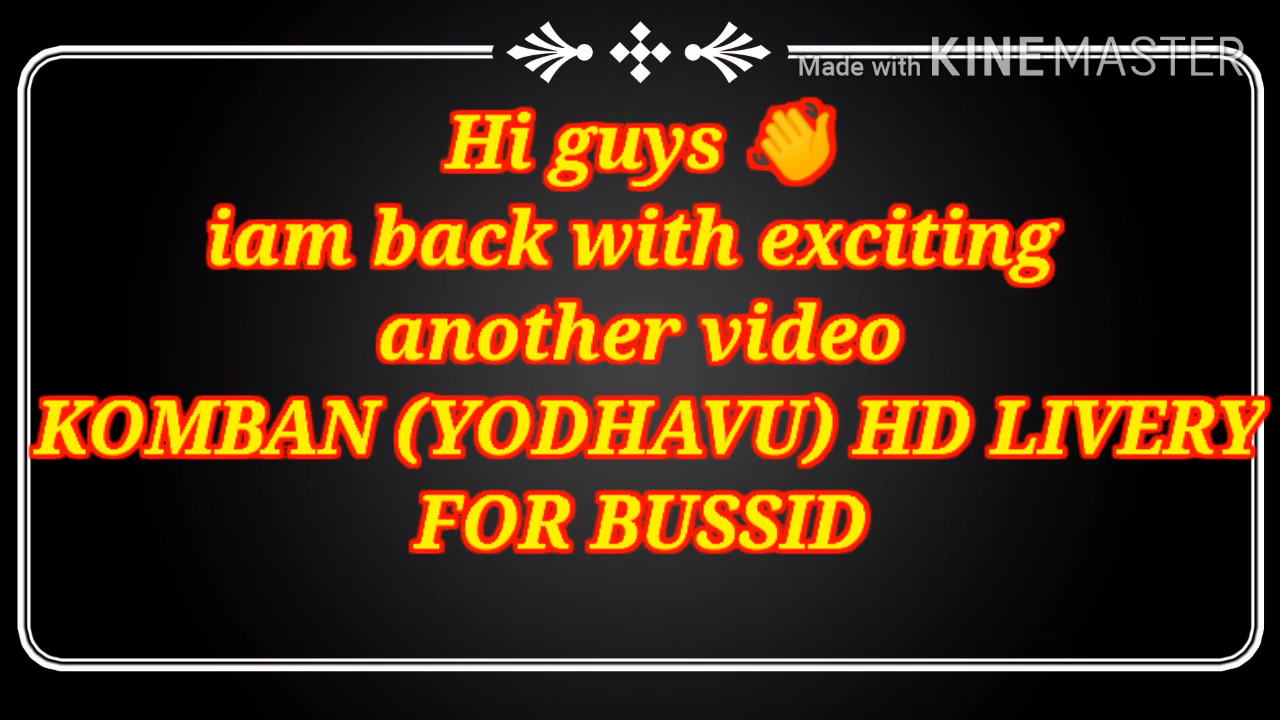 Made with KINEMASTER
Hi guys 👋
iam back with exciting
another video
KOMBAN (YODHAVU) HD LIVERY
FOR BUSSID